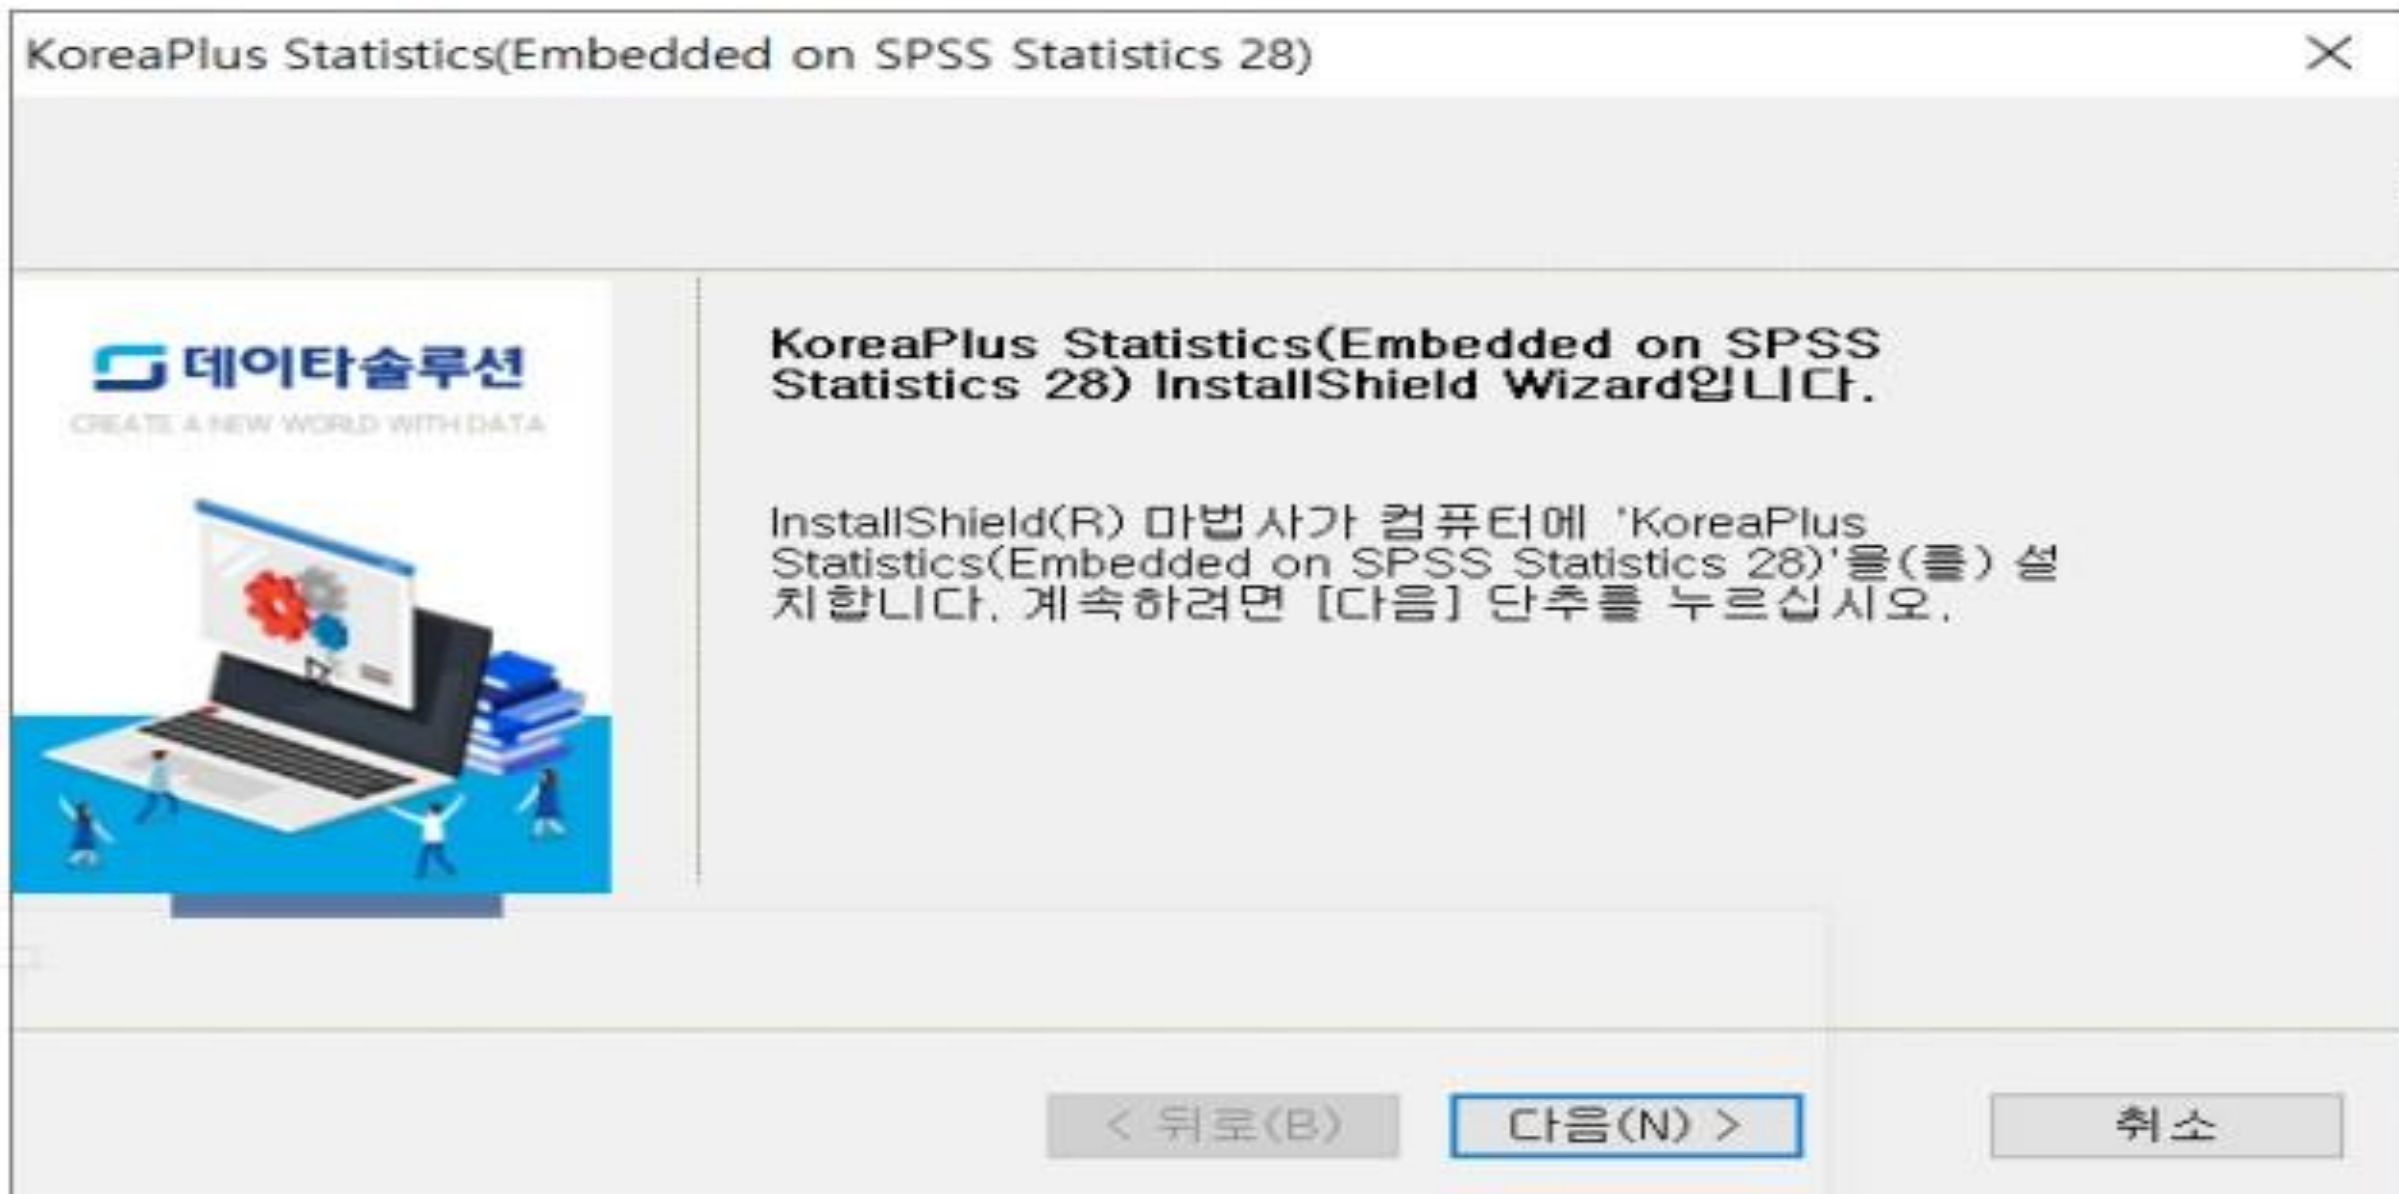 KoreaPlus Statistics(Embedded on SPSS Statistics 28)
데이타솔루션
CREATE A NEW WORLD WITH DATA
KoreaPlus Statistics(Embedded on SPSS
Statistics 28) InstallShield Wizard입니다.
InstallShield(R) 마법사가 컴퓨터에 'KoreaPlus
Statistics(Embedded on SPSS Statistics 28)'을(를) 설
치합니다. 계속하려면 [다음] 단추를 누르십시오.
< 뒤로(B)
다음(N) >
취소